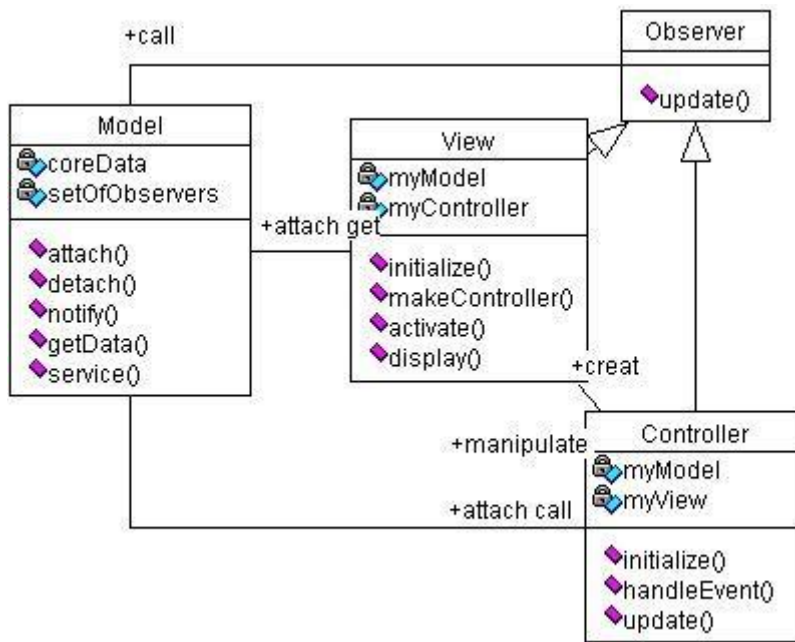 +call
Observer
update()
Model
coreData
setOfObservers
attach()
detach()
notify()
getData()
service()
+attach get
View
myModel
myController
initialize()
makeController()
activate()
display()
+creat
+manipulate
+attach call
Controller
myModel
myView
initialize()
handleEvent()
update()